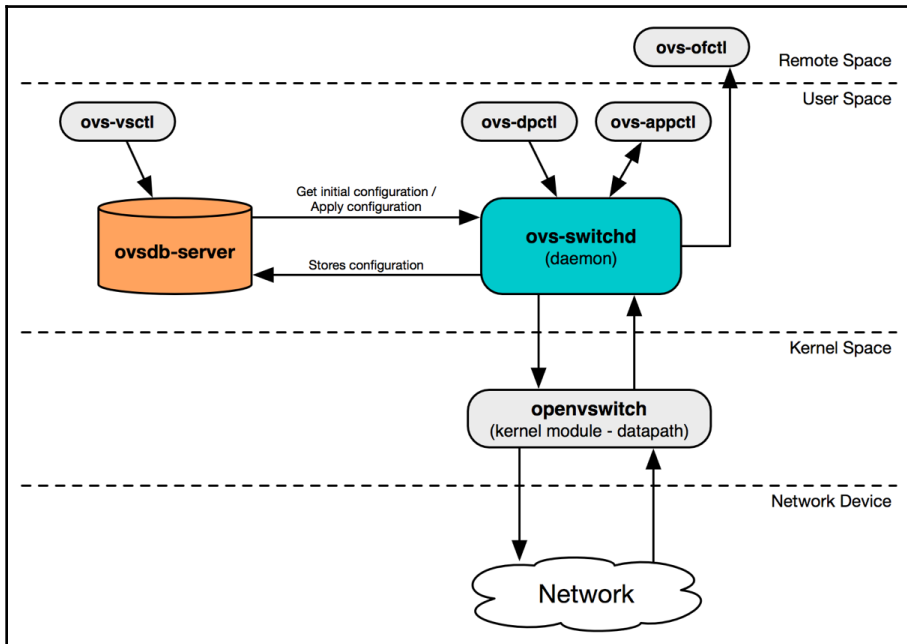 ovs-ofctl
Remote Space
User Space
ovs-vsctl
ovs-dpctl
ovs-appctl
Get initial configuration /
Apply configuration
ovsdb-server
ovs-switchd
(daemon)
Stores configuration
Kernel Space
openvswitch
(kernel module - datapath)
Network Device
Network